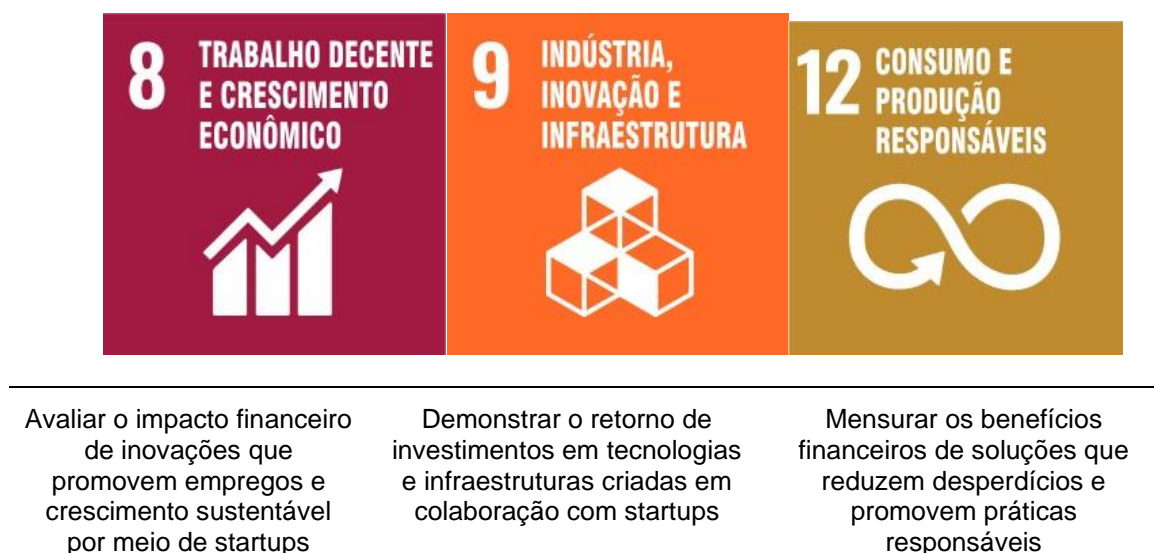 8
TRABALHO DECENTE
E CRESCIMENTO
ECONÔMICO
9
INDÚSTRIA,
INOVAÇÃO E
INFRAESTRUTURA
12
CONSUMO E
PRODUÇÃO
RESPONSÁVEIS
Avaliar o impacto financeiro
de inovações que
promovem empregos e
crescimento sustentável
por meio de startups
Demonstrar o retorno de
investimentos em tecnologias
e infraestruturas criadas em
colaboração com startups
Mensurar os benefícios
financeiros de soluções que
reduzem desperdícios e
promovem práticas
responsáveis